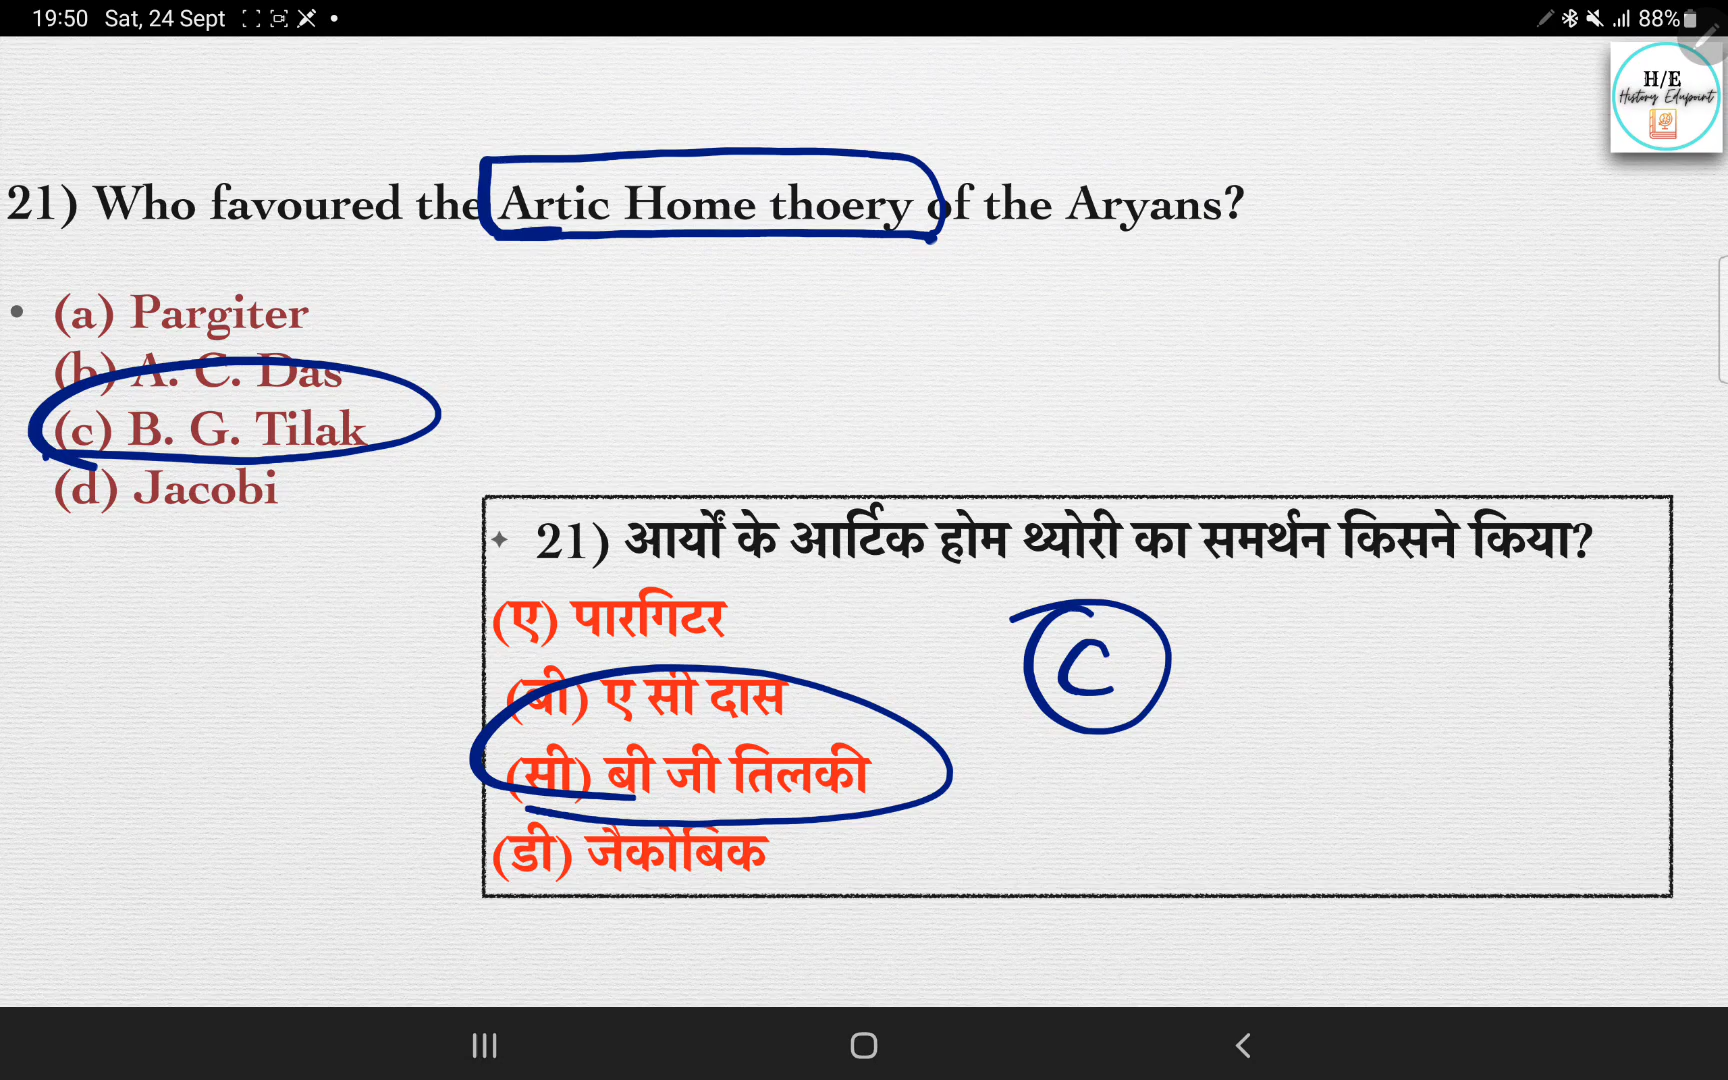 19:50 Sat, 24 Sept
88%
H/E
History Edupoint
21) Who favoured the Artic Home thoery of the Aryans?
(a) Pargiter
(b) A. C. Das
(c) B. G. Tilak
(d) Jacobi
21) आर्यों के आर्टिक होम थ्योरी का समर्थन किसने किया?
(ए) पारगिटर
(बी) ए सी दास
(सी) बी जी तिलकी
(डी) जैकोबिक
C